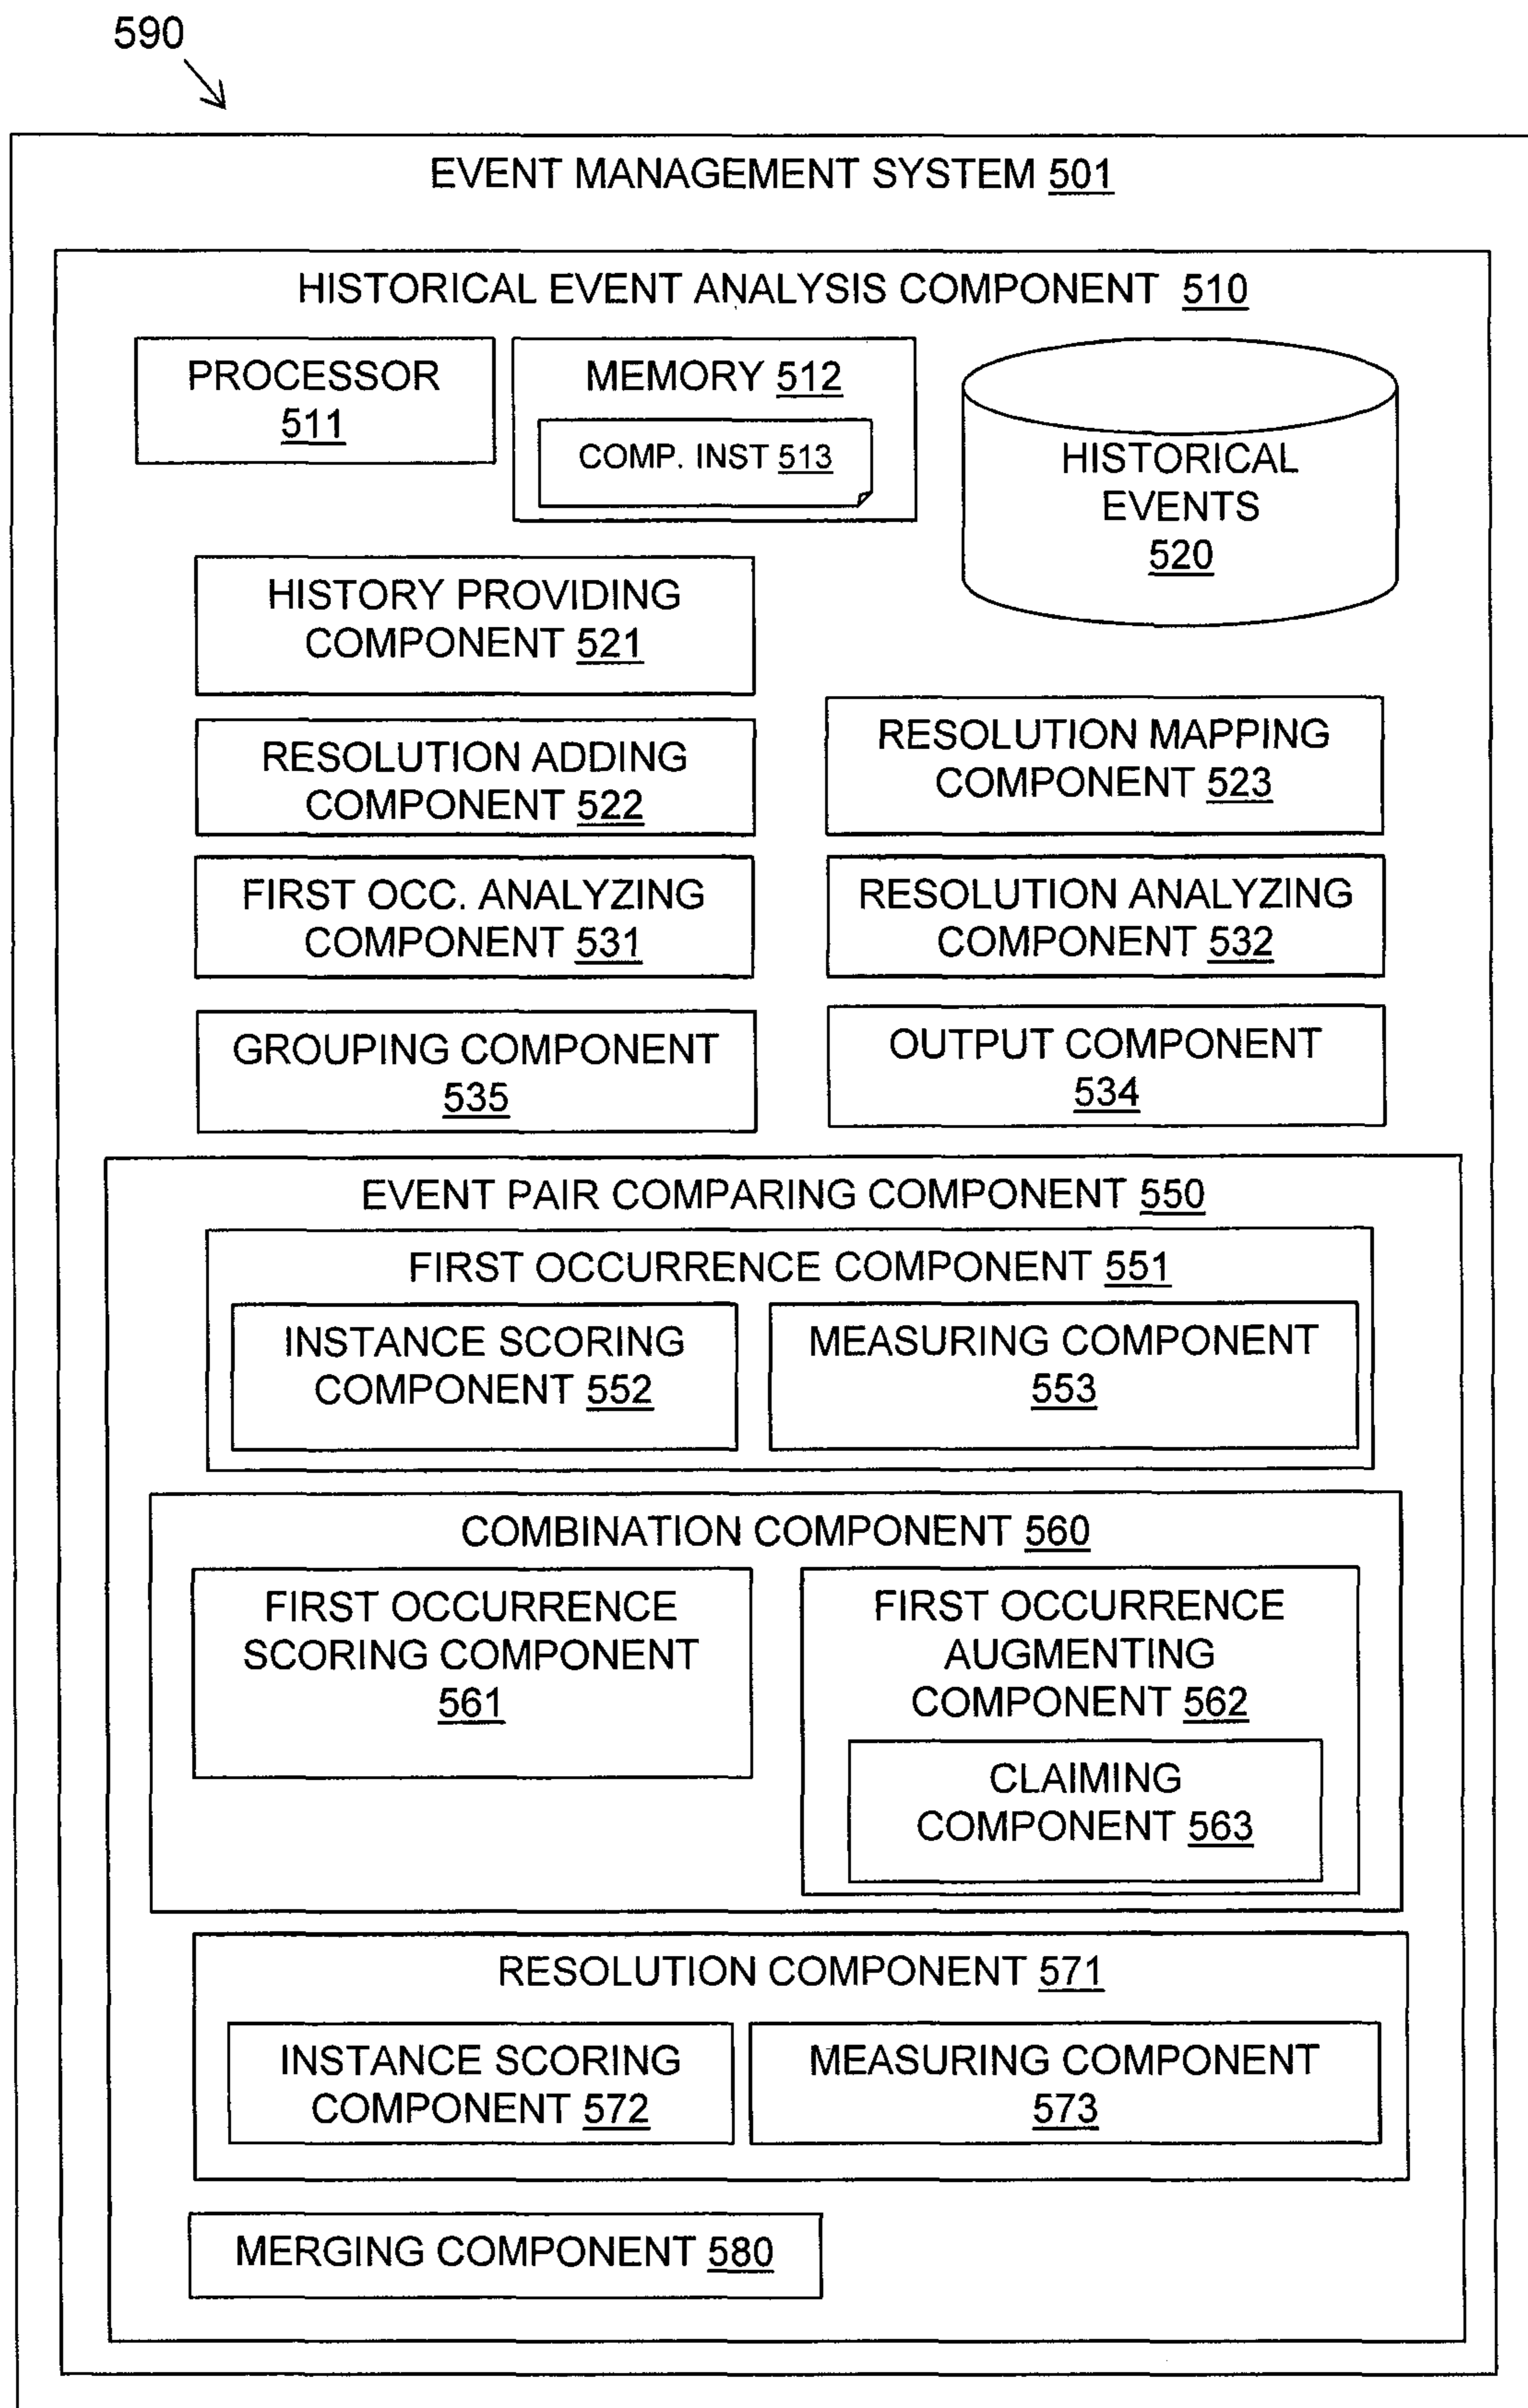 590
EVENT MANAGEMENT SYSTEM 501
HISTORICAL EVENT ANALYSIS COMPONENT 510
PROCESSOR
511
MEMORY 512
COMP. INST 513
HISTORICAL
EVENTS
520
HISTORY PROVIDING
COMPONENT 521
RESOLUTION ADDING
COMPONENT 522
RESOLUTION MAPPING
COMPONENT 523
FIRST OCC. ANALYZING
COMPONENT 531
RESOLUTION ANALYZING
COMPONENT 532
GROUPING COMPONENT
535
OUTPUT COMPONENT
534
EVENT PAIR COMPARING COMPONENT 550
FIRST OCCURRENCE COMPONENT 551
INSTANCE SCORING
COMPONENT 552
MEASURING COMPONENT
553
COMBINATION COMPONENT 560
FIRST OCCURRENCE
SCORING COMPONENT
561
FIRST OCCURRENCE
AUGMENTING
COMPONENT 562
CLAIMING
COMPONENT 563
RESOLUTION COMPONENT 571
INSTANCE SCORING
COMPONENT 572
MEASURING COMPONENT
573
MERGING COMPONENT 580